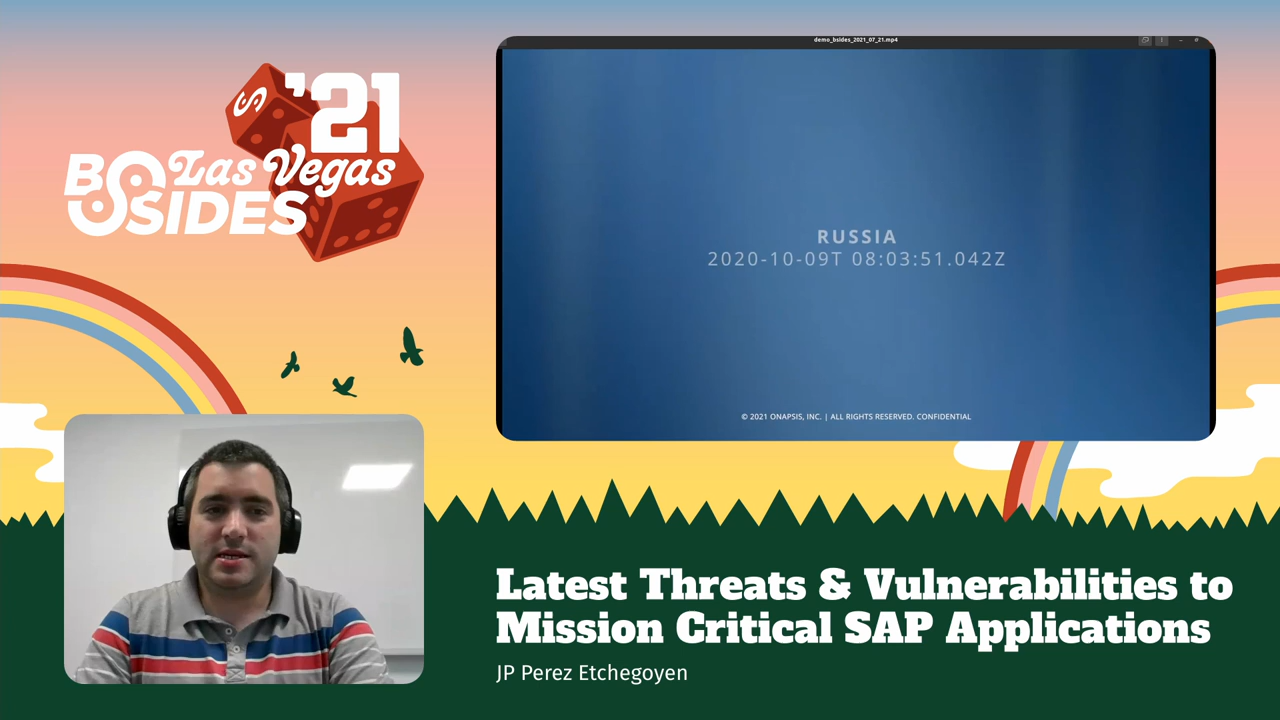 '21
Las Vegas
BSIDES
demo_bsides_2021_07_21.mp4
RUSSIA
2020-10-09T 08:03:51.042Z
© 2021 ONAPSIS, INC. | ALL RIGHTS RESERVED. CONFIDENTIAL
Latest Threats & Vulnerabilities to
Mission Critical SAP Applications
JP Perez Etchegoyen